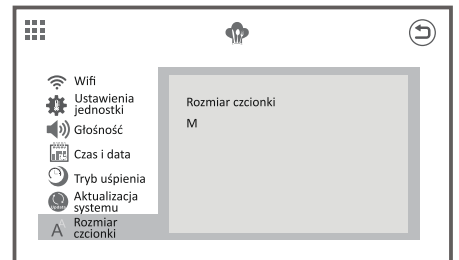 Wifi
Ustawienia
jednostki
Głośność
Czas i data
Tryb uśpienia
Aktualizacja
systemu
Rozmiar
czcionki
Rozmiar czcionki
M